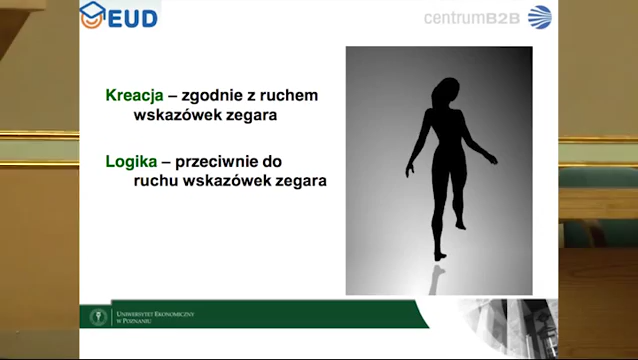 EUD
centrumB2B
Kreacja – zgodnie z ruchem
wskazówek zegara
Logika – przeciwnie do
ruchu wskazówek zegara
UNIWERSYTET EKONOMICZNY
W POZNANIU